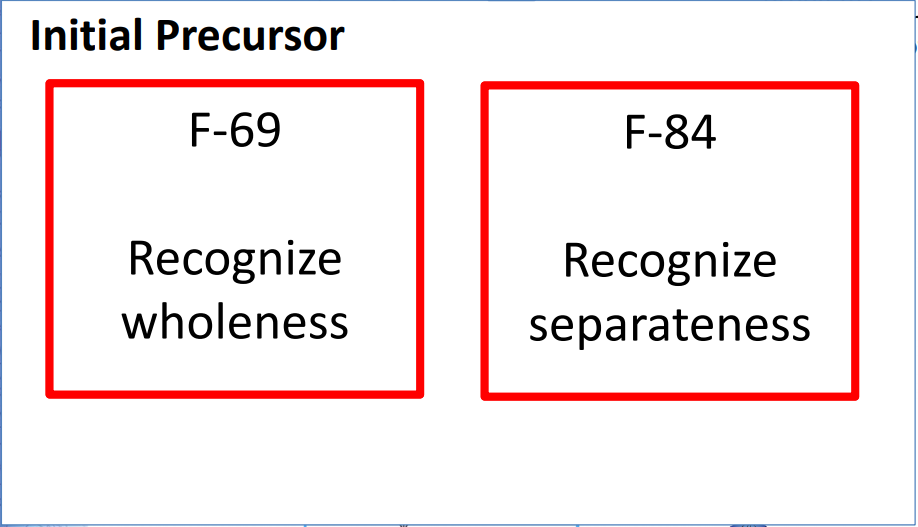 Initial Precursor
F-69
Recognize
wholeness
F-84
Recognize
separateness